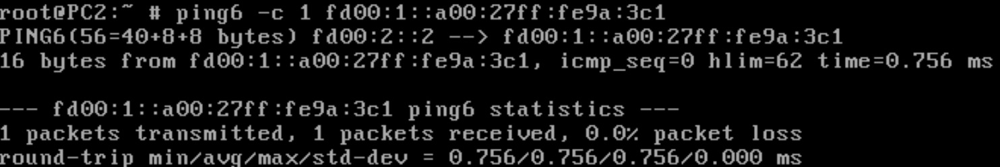 root@PC2:~ # ping6 -c 1 fd00:1::a00:27ff:fe9a:3c1
PING6(56=40+8+8 bytes) fd00:2::2 --> fd00:1::a00:27ff:fe9a:3c1
16 bytes from fd00:1::a00:27ff:fe9a:3c1, icmp_seq=0 hlim=62 time=0.756 ms
--- fd00:1::a00:27ff:fe9a:3c1 ping6 statistics ---
1 packets transmitted, 1 packets received, 0.0% packet loss
round-trip min/avg/max/std-dev = 0.756/0.756/0.756/0.000 ms